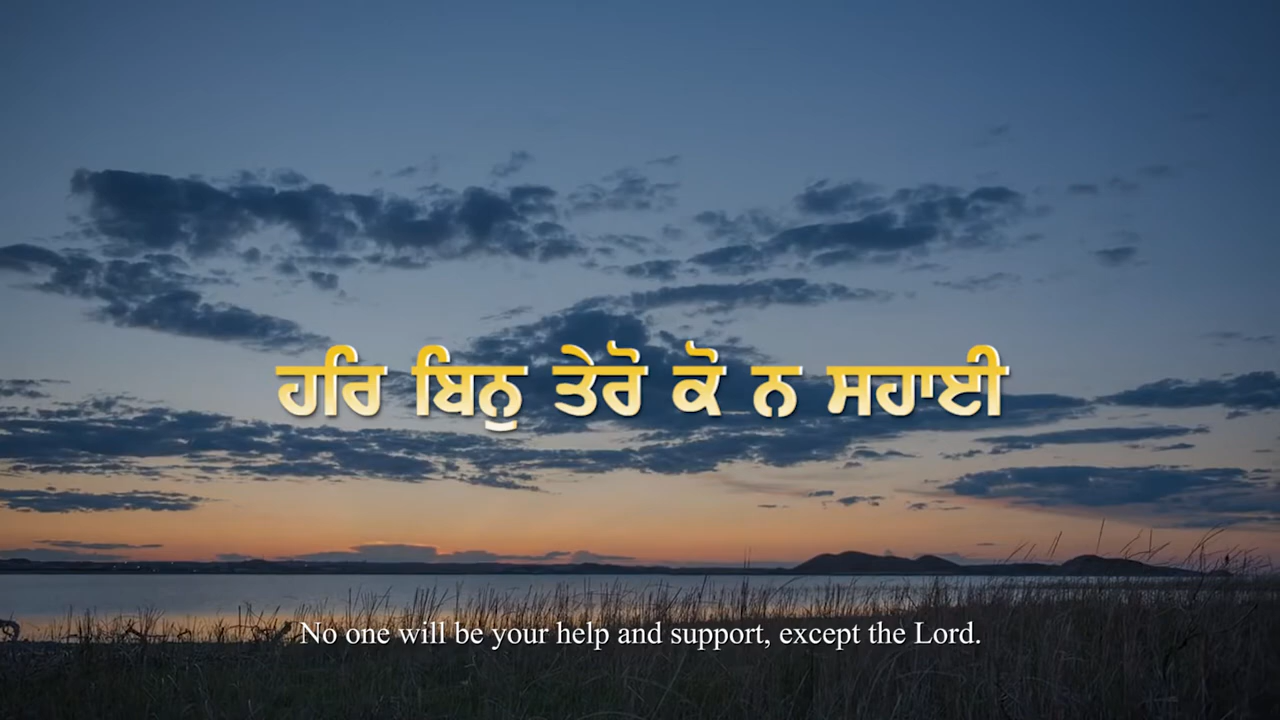 ਹਰਿ ਬਿਨੁ ਤੇਰੋ ਕੋ ਨ ਸਹਾਈ
No one will be your help and support, except the Lord.